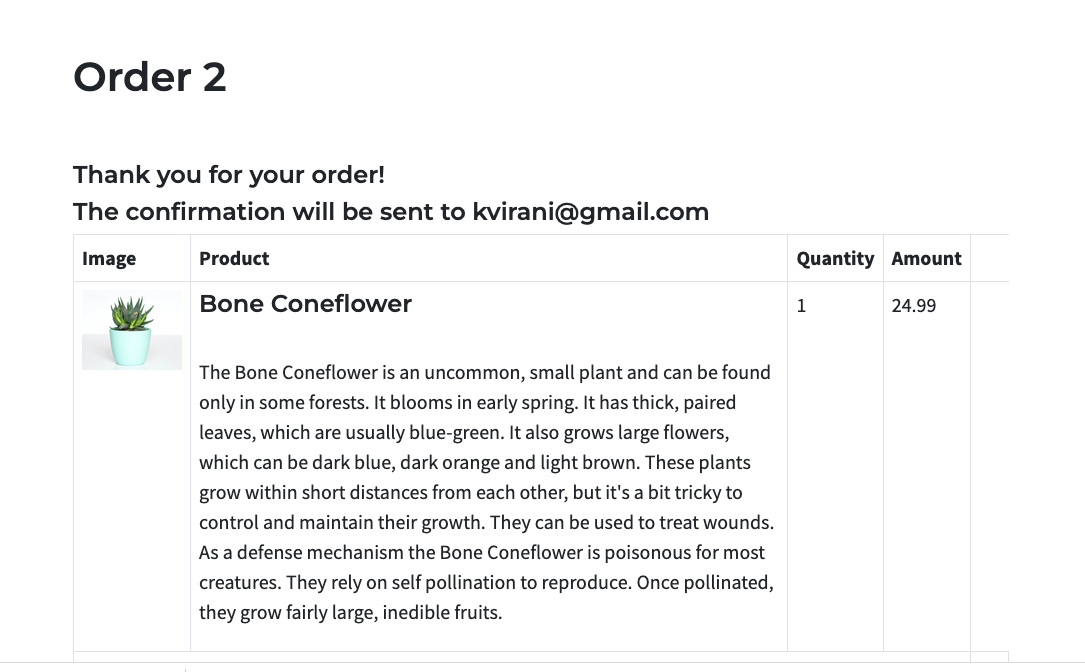 Order 2
Thank you for your order!
The confirmation will be sent to kvirani@gmail.com
Image Product Quantity Amount
Bone Coneflower 1 24.99
The Bone Coneflower is an uncommon, small plant and can be found
only in some forests. It blooms in early spring. It has thick, paired
leaves, which are usually blue-green. It also grows large flowers,
which can be dark blue, dark orange and light brown. These plants
grow within short distances from each other, but it's a bit tricky to
control and maintain their growth. They can be used to treat wounds.
As a defense mechanism the Bone Coneflower is poisonous for most
creatures. They rely on self pollination to reproduce. Once pollinated,
they grow fairly large, inedible fruits.